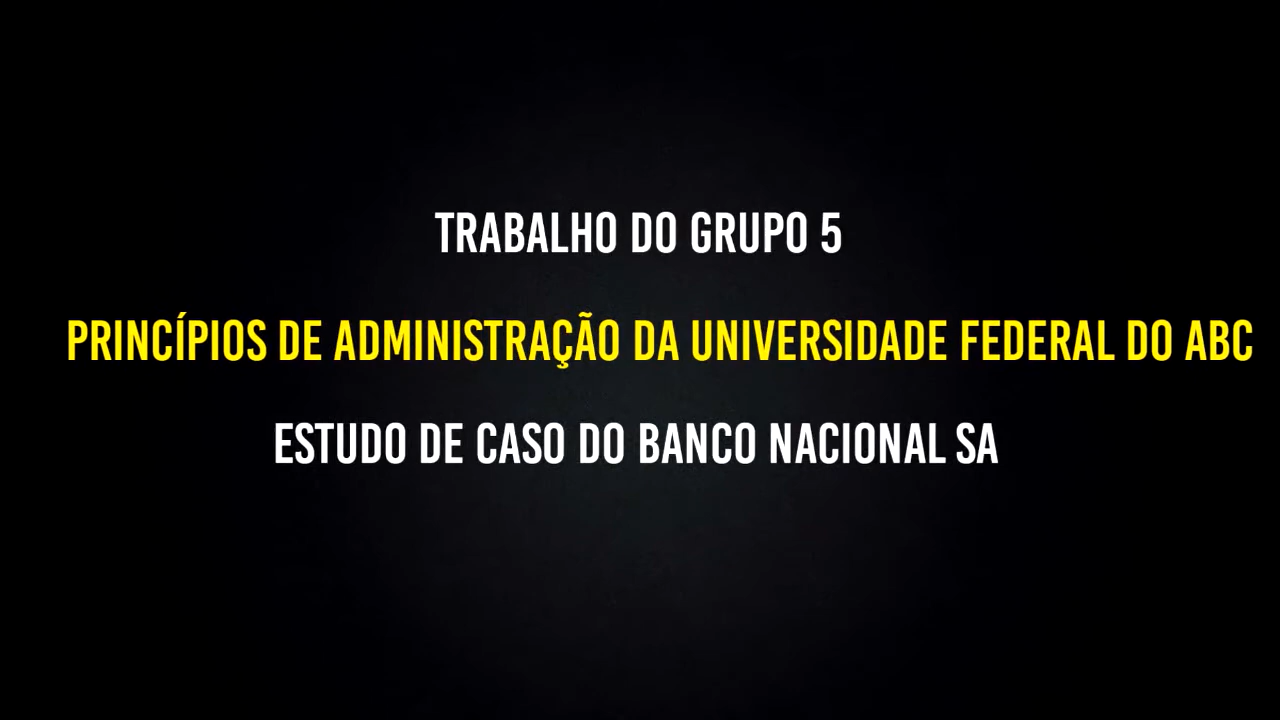 TRABALHO DO GRUPO 5
PRINCÍPIOS DE ADMINISTRAÇÃO DA UNIVERSIDADE FEDERAL DO ABC
ESTUDO DE CASO DO BANCO NACIONAL SA